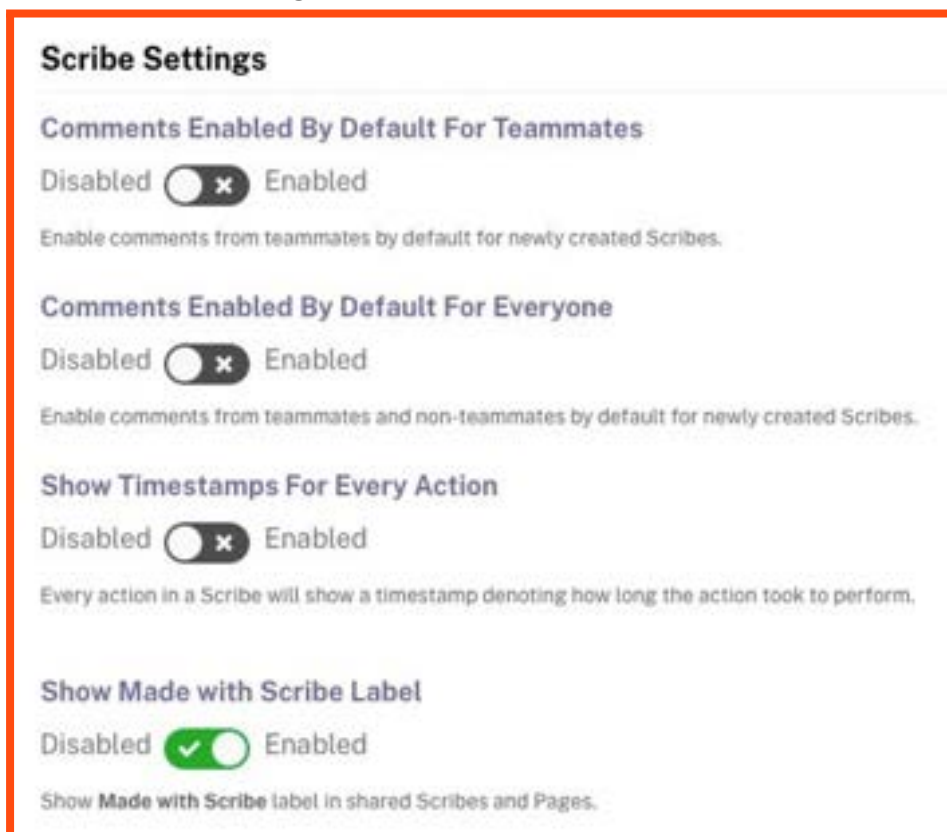 Scribe Settings
Comments Enabled By Default For Teammates
Disabled Enabled
Enable comments from teammates by default for newly created Scribes.
Comments Enabled By Default For Everyone
Disabled Enabled
Enable comments from teammates and non-teammates by default for newly created Scribes.
Show Timestamps For Every Action
Disabled Enabled
Every action in a Scribe will show a timestamp denoting how long the action took to perform.
Show Made with Scribe Label
Disabled Enabled
Show Made with Scribe label in shared Scribes and Pages.